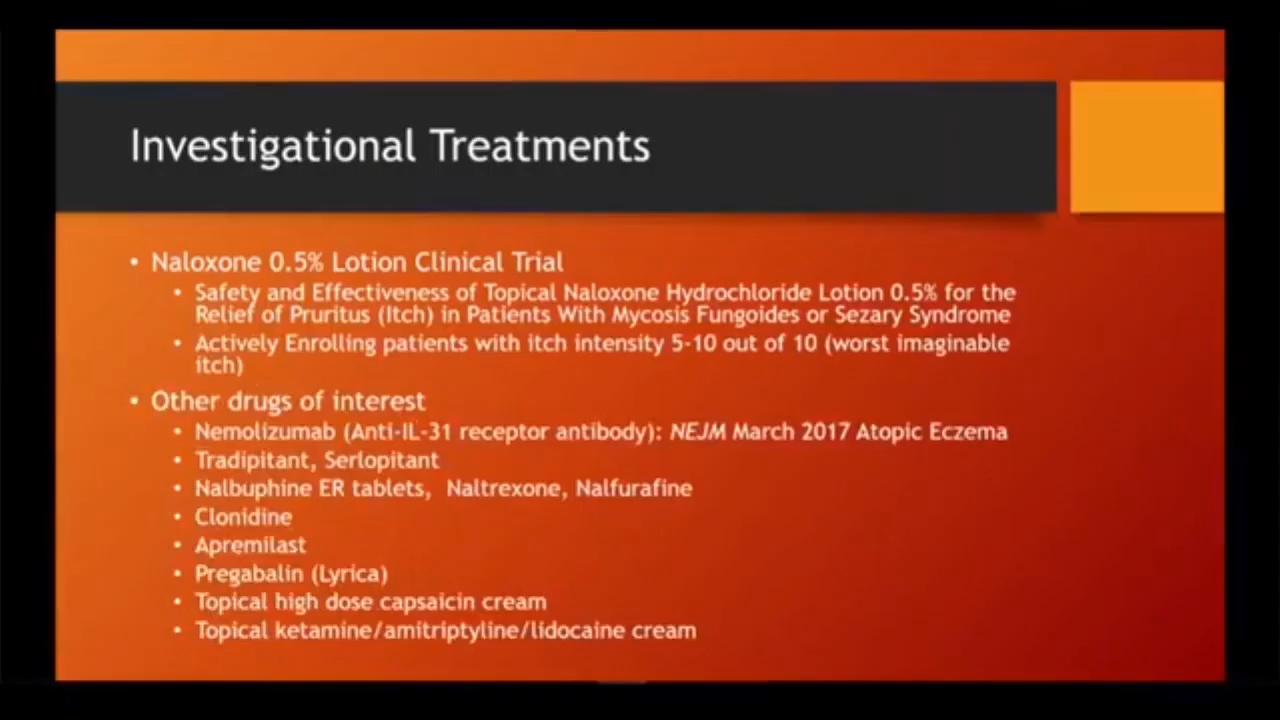 Investigational Treatments
• Naloxone 0.5% Lotion Clinical Trial
• Safety and Effectiveness of Topical Naloxone Hydrochloride Lotion 0.5% for the
Relief of Pruritus (Itch) in Patients With Mycosis Fungoides or Sezary Syndrome
• Actively Enrolling patients with itch intensity 5-10 out of 10 (worst imaginable
itch)
• Other drugs of interest
• Nemolizumab (Anti-IL-31 receptor antibody): NEJM March 2017 Atopic Eczema
• Tradipitant, Serlopitant
• Nalbuphine ER tablets, Naltrexone, Nalfurafine
• Clonidine
• Apremilast
• Pregabalin (Lyrica)
• Topical high dose capsaicin cream
• Topical ketamine/amitriptyline/lidocaine cream